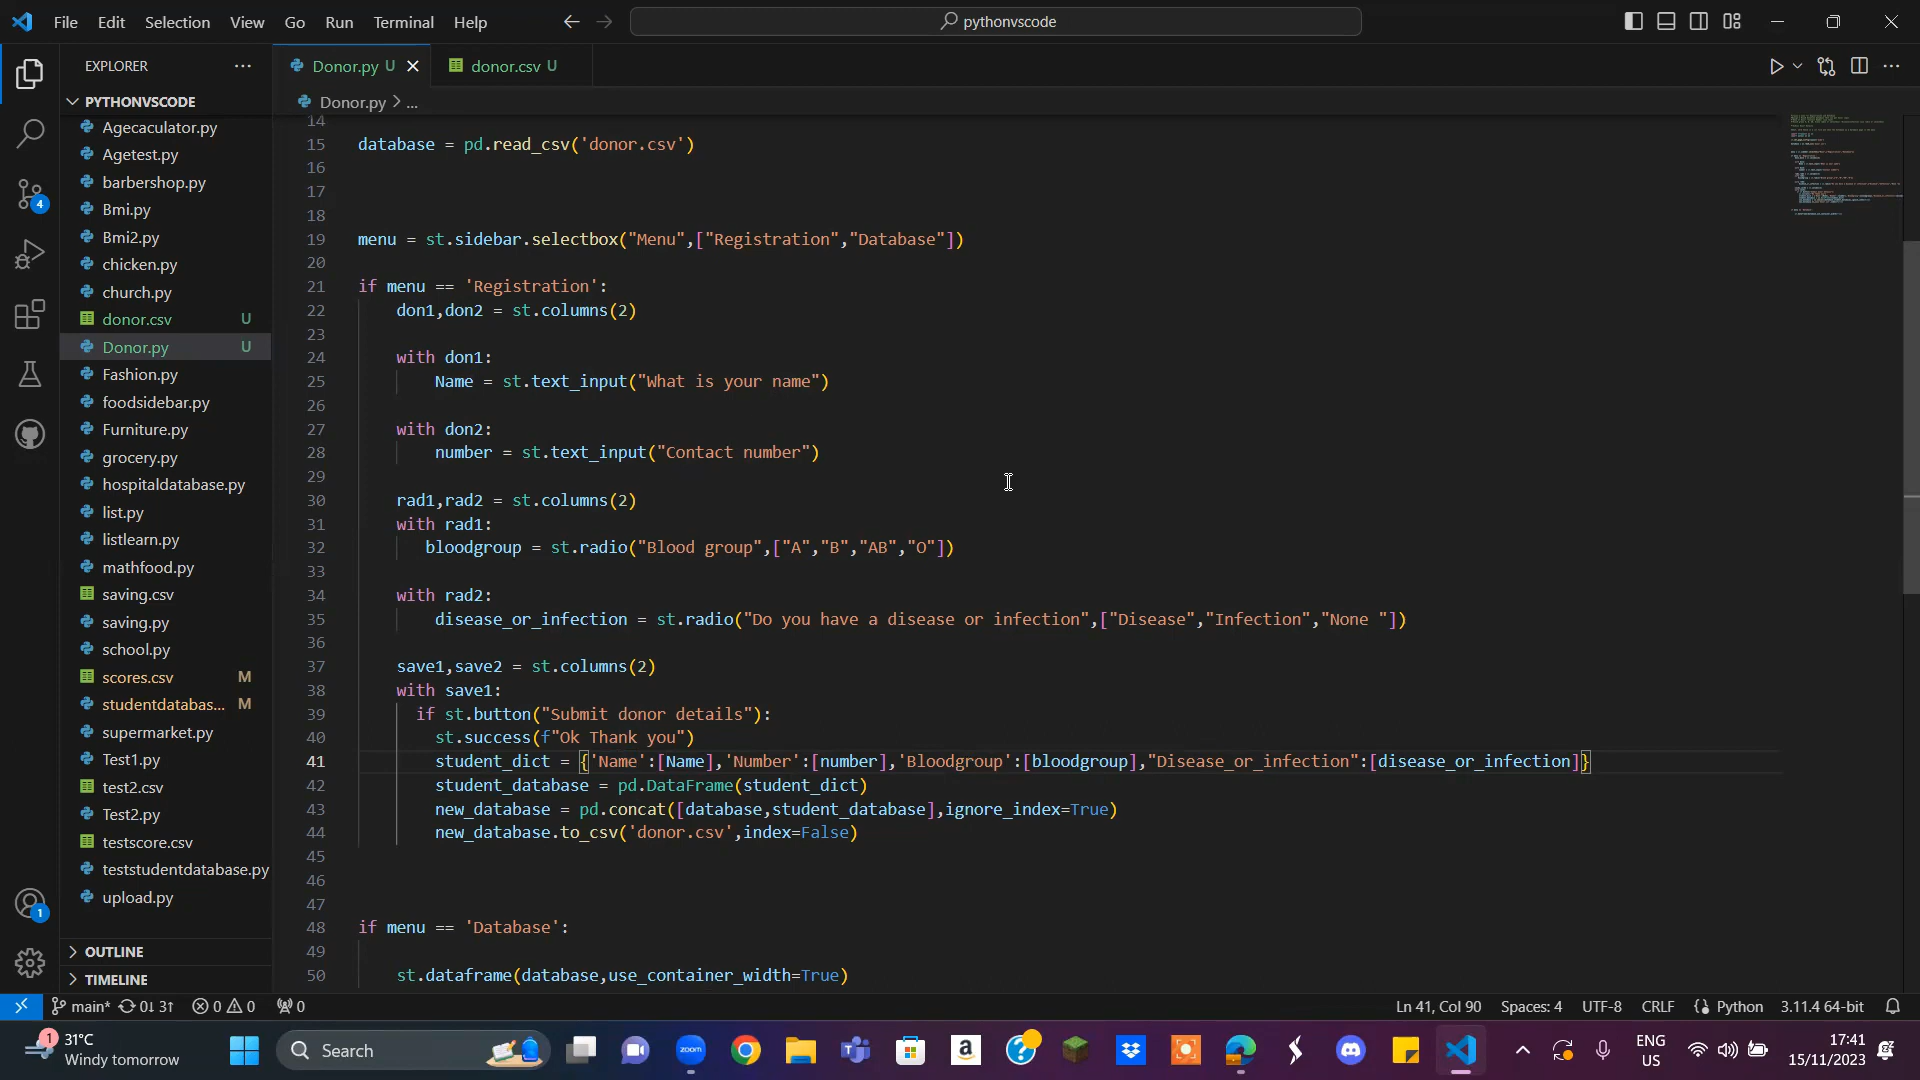 File Edit Selection View Go Run Terminal Help
pythonvscode
EXPLORER
Donor.py U
donor.csv U
PYTHONVSCODE
Donor.py > ...
Agecaculator.py
Agetest.py
barbershop.py
Bmi.py
Bmi2.py
chicken.py
church.py
donor.csv U
Donor.py U
Fashion.py
foodsidebar.py
Furniture.py
grocery.py
hospitaldatabase.py
list.py
listlearn.py
mathfood.py
saving.csv
saving.py
school.py
scores.csv M
studentdatabas... M
supermarket.py
Test1.py
test2.csv
Test2.py
testscore.csv
teststudentdatabase.py
upload.py
OUTLINE
TIMELINE
4
1
14
15 database = pd.read_csv('donor.csv')
16
17
18
19 menu = st.sidebar.selectbox("Menu",["Registration","Database"])
20
21 if menu == 'Registration':
22 don1,don2 = st.columns(2)
23
24 with don1:
25 Name = st.text_input("What is your name")
26
27 with don2:
28 number = st.text_input("Contact number")
29
30 rad1,rad2 = st.columns(2)
31 with rad1:
32 bloodgroup = st.radio("Blood group",["A","B","AB","O"])
33
34 with rad2:
35 disease_or_infection = st.radio("Do you have a disease or infection",["Disease","Infection","None "])
36
37 save1,save2 = st.columns(2)
38 with save1:
39 if st.button("Submit donor details"):
40 st.success(f"Ok Thank you")
41 student_dict = {'Name':[Name],'Number':[number],'Bloodgroup':[bloodgroup],"Disease_or_infection":[disease_or_infection]}
42 student_database = pd.DataFrame(student_dict)
43 new_database = pd.concat([database,student_database],ignore_index=True)
44 new_database.to_csv('donor.csv',index=False)
45
46
47
48 if menu == 'Database':
49
50 st.dataframe(database,use_container_width=True)
main* 0↓ 3↑ 0 0 0
Ln 41, Col 90 Spaces: 4 UTF-8 CRLF Python 3.11.4 64-bit
1
31°C
Windy tomorrow
Search
zoom
ENG
US
17:41
15/11/2023